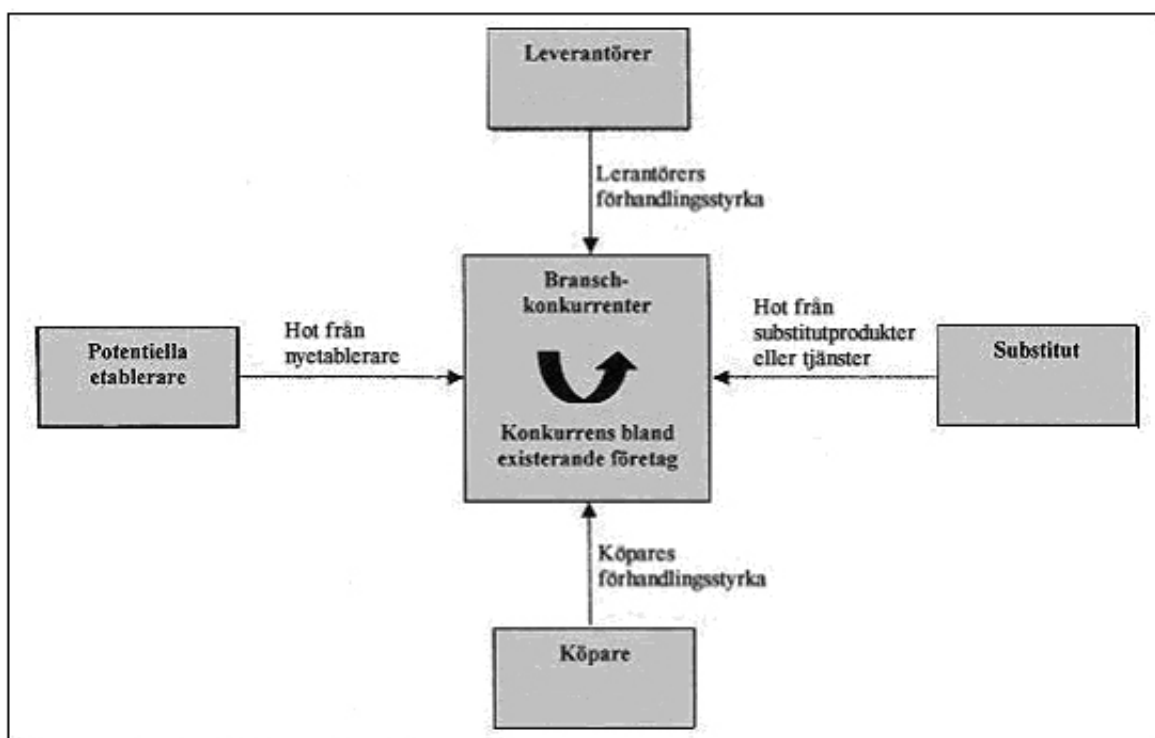 Leverantörer
Lerantörers
förhandlingsstyrka
Bransch-
konkurrenter
Konkurrens bland
existerande företag
Potentiella
etablerare
Hot från
nyetablerare
Hot från
substitutprodukter
eller tjänster
Substitut
Köpares
förhandlingsstyrka
Köpare